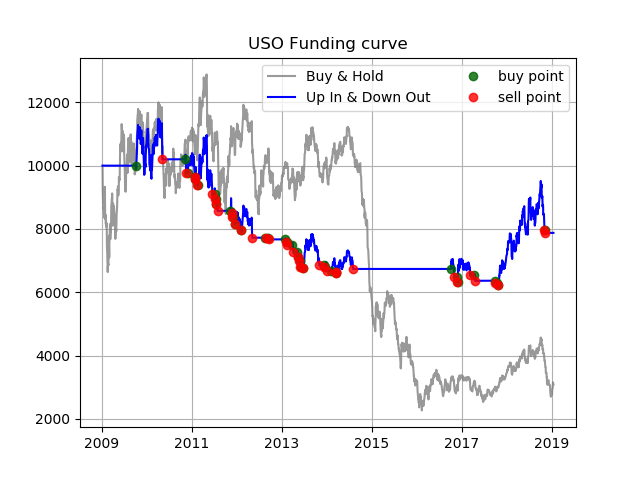 USO Funding curve
Buy & Hold
Up In & Down Out
buy point
sell point
12000
10000
8000
6000
4000
2000
2009 2011 2013 2015 2017 2019